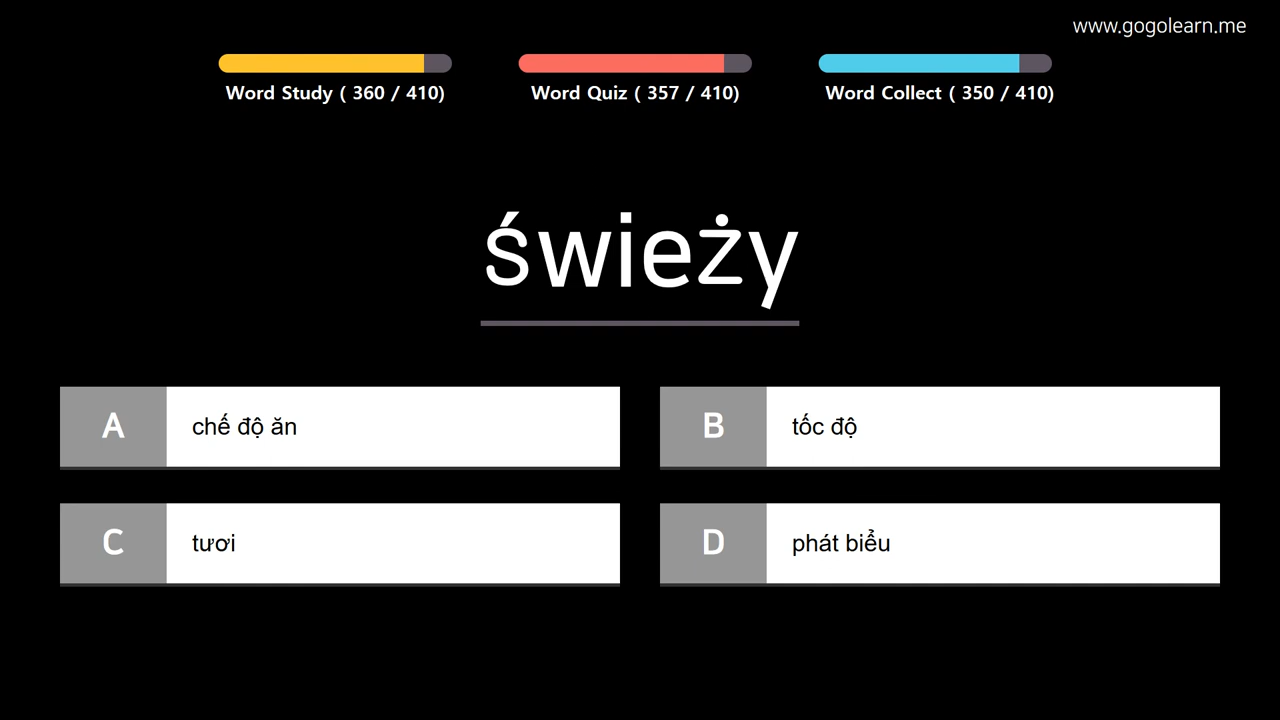 www.gogolearn.me
Word Study ( 360 / 410)
Word Quiz ( 357 / 410)
Word Collect ( 350 / 410)
świeży
A chế độ ăn
B tốc độ
C tươi
D phát biểu